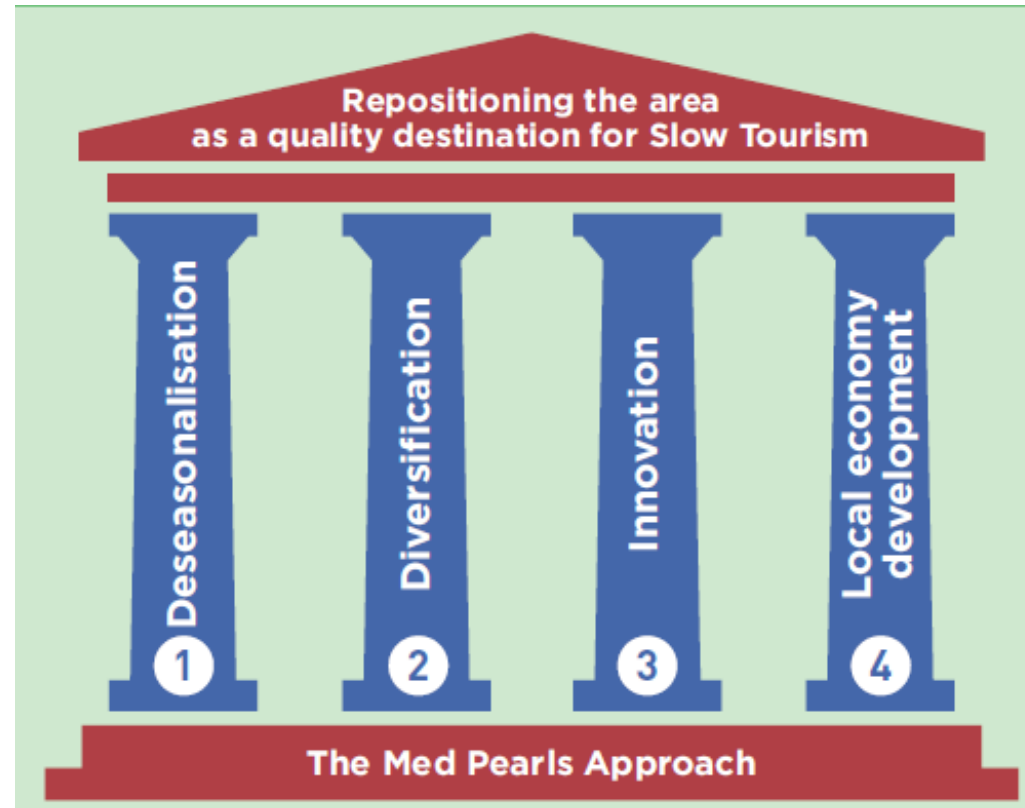 Repositioning the area
as a quality destination for Slow Tourism
Deseasonalisation
1
Diversification
2
Innovation
3
Local economy
development
4
The Med Pearls Approach